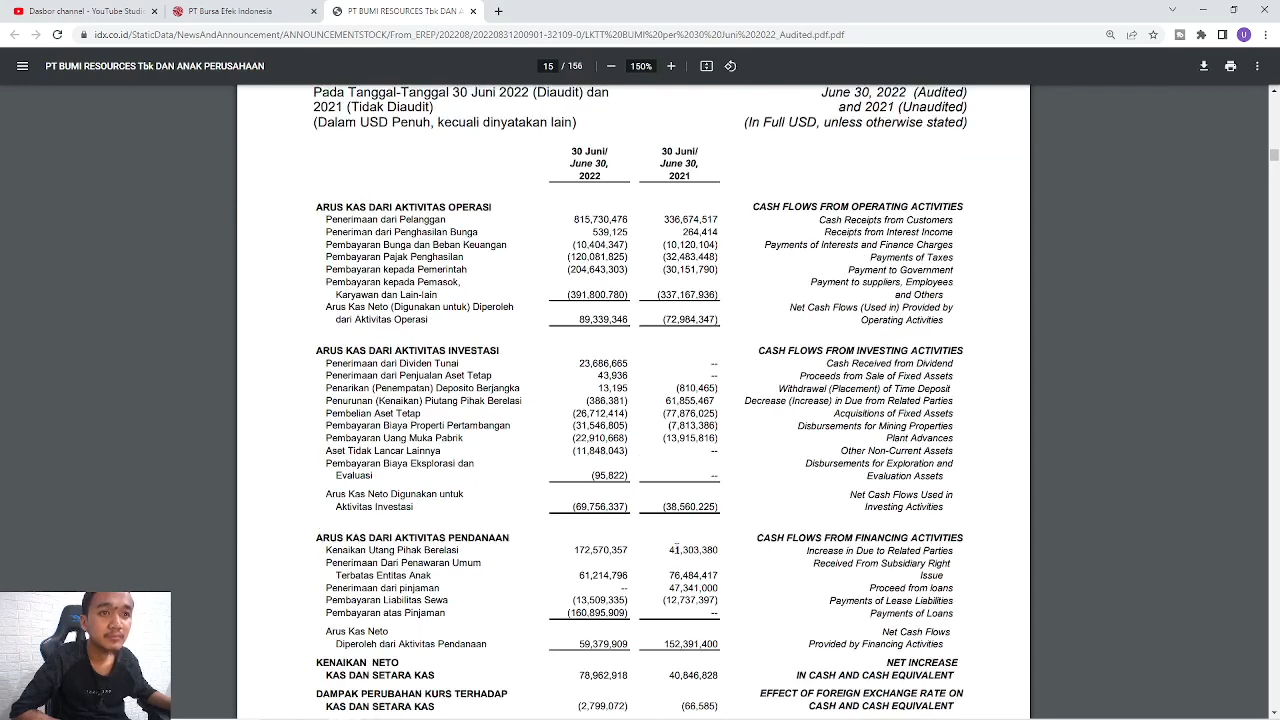 Dasbor channel - YouTube Studio
PT Bursa Efek Indonesia
PT BUMI RESOURCES Tbk DAN A
idx.co.id/StaticData/NewsAndAnnouncement/ANNOUNCEMENTSTOCK/From_EREP/202208/20220831200901-32109-0/LKTT%20BUMI%20per%2030%20Juni%202022_Audited.pdf.pdf
U
PT BUMI RESOURCES TbK DAN ANAK PERUSAHAAN
15 / 156
150%
Pada Tanggal-Tanggal 30 Juni 2022 (Diaudit) dan June 30, 2022 (Audited)
2021 (Tidak Diaudit) and 2021 (Unaudited)
(Dalam USD Penuh, kecuali dinyatakan lain) (In Full USD, unless otherwise stated)
30 Juni/ 30 Juni/
June 30, June 30,
2022 2021
ARUS KAS DARI AKTIVITAS OPERASI CASH FLOWS FROM OPERATING ACTIVITIES
Penerimaan dari Pelanggan 815,730,476 336,674,517 Cash Receipts from Customers
Peneriman dari Penghasilan Bunga 539,125 264,414 Receipts from Interest Income
Pembayaran Bunga dan Beban Keuangan (10,404,347) (10,120,104) Payments of Interests and Finance Charges
Pembayaran Pajak Penghasilan (120,081,825) (32,483,448) Payments of Taxes
Pembayaran kepada Pemerintah (204,643,303) (30,151,790) Payment to Government
Pembayaran kepada Pemasok, Payment to suppliers, Employees
Karyawan dan Lain-lain (391,800,780) (337,167,936) and Others
Arus Kas Neto (Digunakan untuk) Diperoleh Net Cash Flows (Used in) Provided by
dari Aktivitas Operasi 89,339,346 (72,984,347) Operating Activities
ARUS KAS DARI AKTIVITAS INVESTASI CASH FLOWS FROM INVESTING ACTIVITIES
Penerimaan dari Dividen Tunai 23,686,665 -- Cash Received from Dividend
Penerimaan dari Penjualan Aset Tetap 43,936 -- Proceeds from Sale of Fixed Assets
Penarikan (Penempatan) Deposito Berjangka 13,195 (810,465) Withdrawal (Placement) of Time Deposit
Penurunan (Kenaikan) Piutang Pihak Berelasi (386,381) 61,855,467 Decrease (Increase) in Due from Related Parties
Pembelian Aset Tetap (26,712,414) (77,876,025) Acquisitions of Fixed Assets
Pembayaran Biaya Properti Pertambangan (31,546,805) (7,813,386) Disbursements for Mining Properties
Pembayaran Uang Muka Pabrik (22,910,668) (13,915,816) Plant Advances
Aset Tidak Lancar Lainnya (11,848,043) -- Other Non-Current Assets
Pembayaran Biaya Eksplorasi dan Disbursements for Exploration and
Evaluasi (95,822) -- Evaluation Assets
Arus Kas Neto Digunakan untuk Net Cash Flows Used in
Aktivitas Investasi (69,756,337) (38,560,225) Investing Activities
ARUS KAS DARI AKTIVITAS PENDANAAN CASH FLOWS FROM FINANCING ACTIVITIES
Kenaikan Utang Pihak Berelasi 172,570,357 41,303,380 Increase in Due to Related Parties
Penerimaan Dari Penawaran Umum Received From Subsidiary Right
Terbatas Entitas Anak 61,214,796 76,484,417 Issue
Penerimaan dari pinjaman -- 47,341,000 Proceed from loans
Pembayaran Liabilitas Sewa (13,509,335) (12,737,397) Payments of Lease Liabilities
Pembayaran atas Pinjaman (160,895,909) -- Payments of Loans
Arus Kas Neto Net Cash Flows
Diperoleh dari Aktivitas Pendanaan 59,379,909 152,391,400 Provided by Financing Activities
KENAIKAN NETO NET INCREASE
KAS DAN SETARA KAS 78,962,918 40,846,828 IN CASH AND CASH EQUIVALENT
DAMPAK PERUBAHAN KURS TERHADAP EFFECT OF FOREIGN EXCHANGE RATE ON
KAS DAN SETARA KAS (2,799,072) (66,585) CASH AND CASH EQUIVALENT